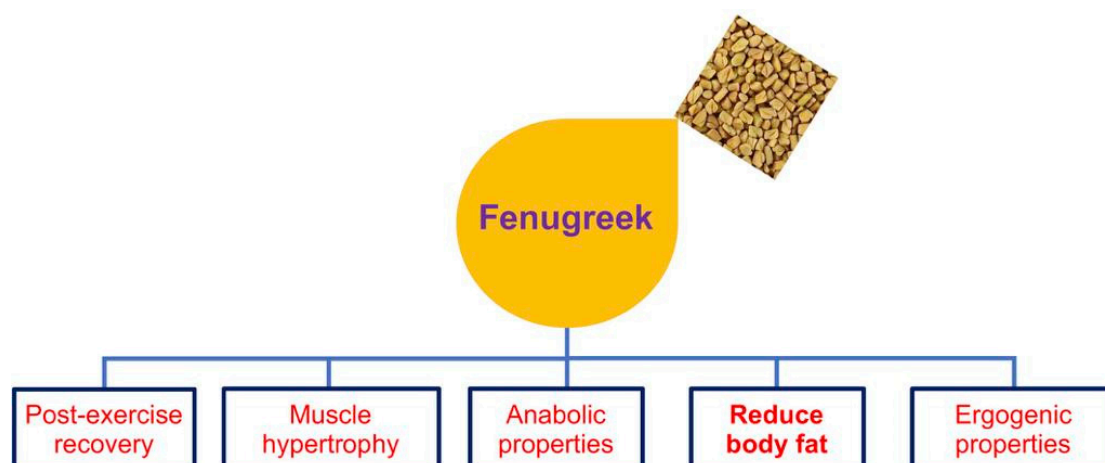 Fenugreek
Post-exercise
recovery
Muscle
hypertrophy
Anabolic
properties
Reduce
body fat
Ergogenic
properties